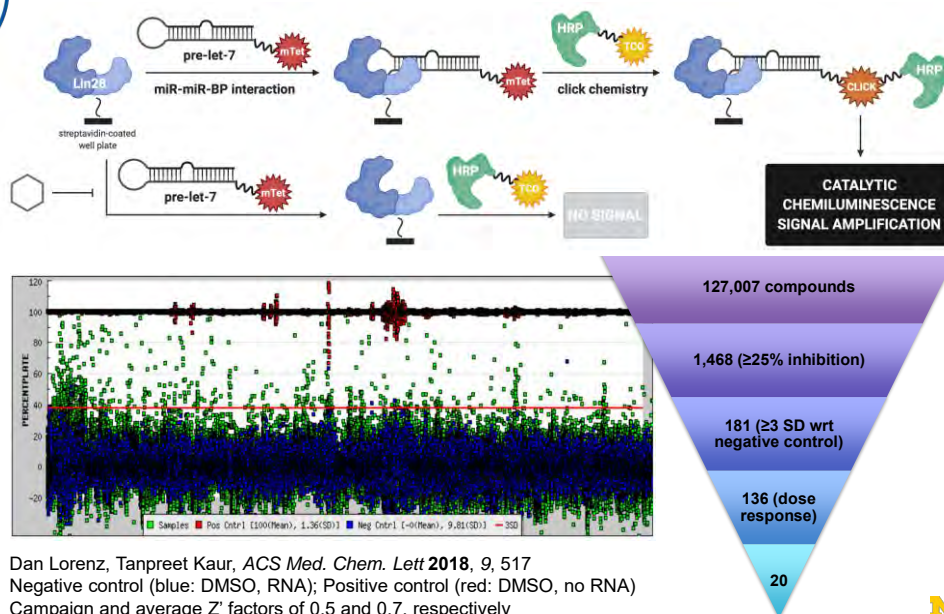 pre-let-7
mTet
HRP
TCO
Lin28
miR-miR-BP interaction
mTet
click chemistry
CLICK
HRP
streptavidin-coated
well plate
pre-let-7
mTet
HRP
TCO
NO SIGNAL
CATALYTIC
CHEMILUMINESCENCE
SIGNAL AMPLIFICATION
120
100
80
60
40
20
0.
-20
PERCENTPLATE
Samples Pos Cntrl [100(Mean), 1.36(SD)] Neg Cntrl [-0(Mean), 9.81(SD)] 3SD
127,007 compounds
1,468 (≥25% inhibition)
181 (≥3 SD wrt
negative control)
136 (dose
response)
20
Dan Lorenz, Tanpreet Kaur, ACS Med. Chem. Lett 2018, 9, 517
Negative control (blue: DMSO, RNA); Positive control (red: DMSO, no RNA)
Campaign and average Z' factors of 0.5 and 0.7, respectively